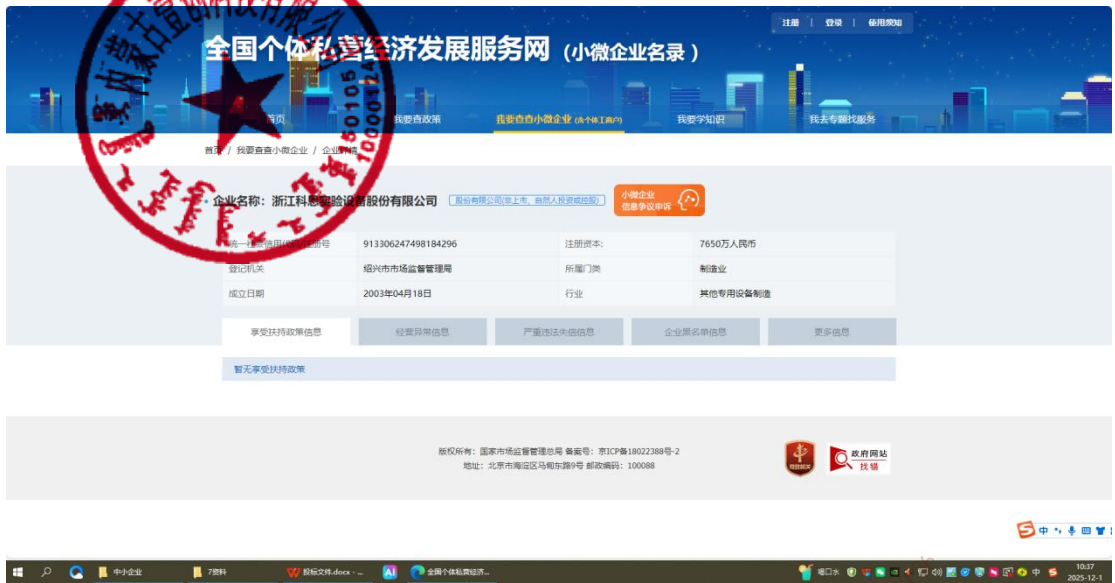 注册 | 登录 | 使用须知
全国个体私营经济发展服务网(小微企业名录)
首页 我要查政策 我要查查小微企业 (含个体工商户) 我要学知识 我去专题找服务
首页 / 我要查查小微企业 / 企业详情
企业名称: 浙江科恩实验设备股份有限公司 股份有限公司(非上市、自然人投资或控股) 小微企业
信息争议申诉
统一社会信用代码/注册号 913306247498184296 注册资本: 7650万人民币
登记机关 绍兴市市场监督管理局 所属门类 制造业
成立日期 2003年04月18日 行业 其他专用设备制造
享受扶持政策信息 经营异常信息 严重违法失信信息 企业黑名单信息 更多信息
暂无享受扶持政策
版权所有: 国家市场监督管理总局 备案号: 京ICP备18022388号-2
地址: 北京市海淀区马甸东路9号 邮政编码: 100088
党政机关
政府网站
找错
中
中小企业 7资料 投标文件.docx - ... 全国个体私营经济... 中 10:37